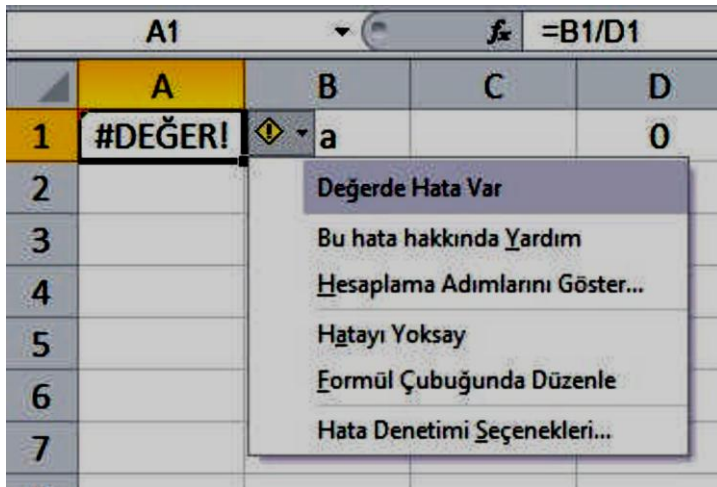 A1 fx =B1/D1
A B C D
1 #DEĞER! a 0
2 Değerde Hata Var
3 Bu hata hakkında Yardım
4 Hesaplama Adımlarını Göster...
5 Hatayı Yoksay
6 Formül Çubuğunda Düzenle
7 Hata Denetimi Seçenekleri...